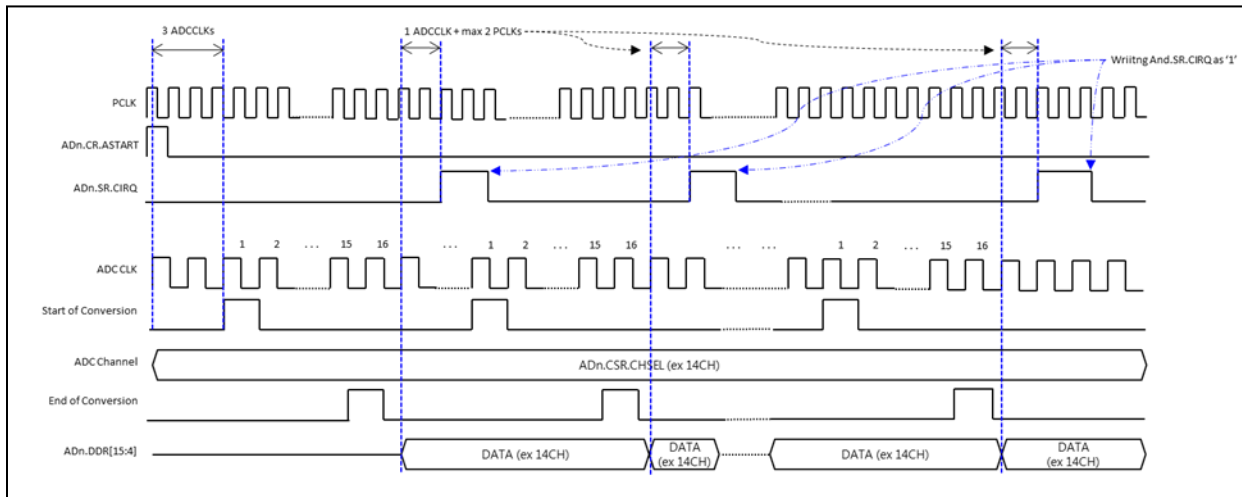 3 ADCCLKs
1 ADCCLK + max 2 PCLKs
Wriitng And.SR.CIRQ as '1'
PCLK
ADn.CR.ASTART
ADn.SR.CIRQ
1 2 ... 15 16 ... 1 2 ... 15 16 ... ... 1 2 ... 15 16
ADC CLK
Start of Conversion
ADC Channel
ADn.CSR.CHSEL (ex 14CH)
End of Conversion
ADn.DDR[15:4]
DATA (ex 14CH)
DATA
(ex 14CH)
DATA (ex 14CH)
DATA
(ex 14CH)